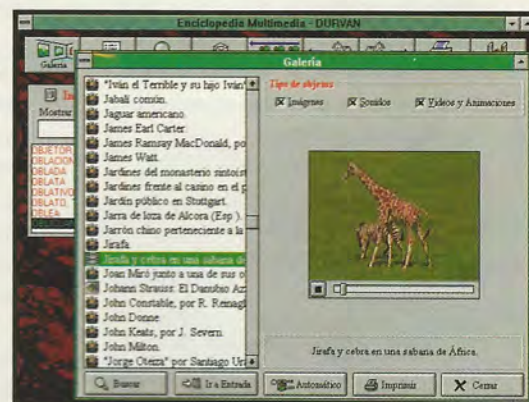 Enciclopedia Multimedia - DURVAN
Galería
Galería
Mostrar
OBJETOR
OBLACION
OBLADA
OBLATA
OBLATIVO
OBLATO,
OBLEA
"Iván el Terrible y su hijo Iván"
Jabalí común.
Jaguar americano.
James Earl Carter.
James Ramsay MacDonald, po
James Watt.
Jardines del monasterio sintoíst
Jardines frente al casino en el p
Jardín público en Stuttgart.
Jarra de loza de Alcora (Esp.).
Jarrón chino perteneciente a la
Jirafa.
Jirafa y cebra en una sabana de
Joan Miró junto a una de sus o
Johann Strauss: El Danubio Az
John Constable, por R. Reinagl
John Donne.
John Keats, por J. Severn.
John Milton.
"Jorge Oteiza" por Santiago Ur
Tipo de objetos
Imágenes
Sonidos
Videos y Animaciones
Jirafa y cebra en una sabana de África.
Buscar
Ir a Entrada
Automático
Imprimir
Cerrar